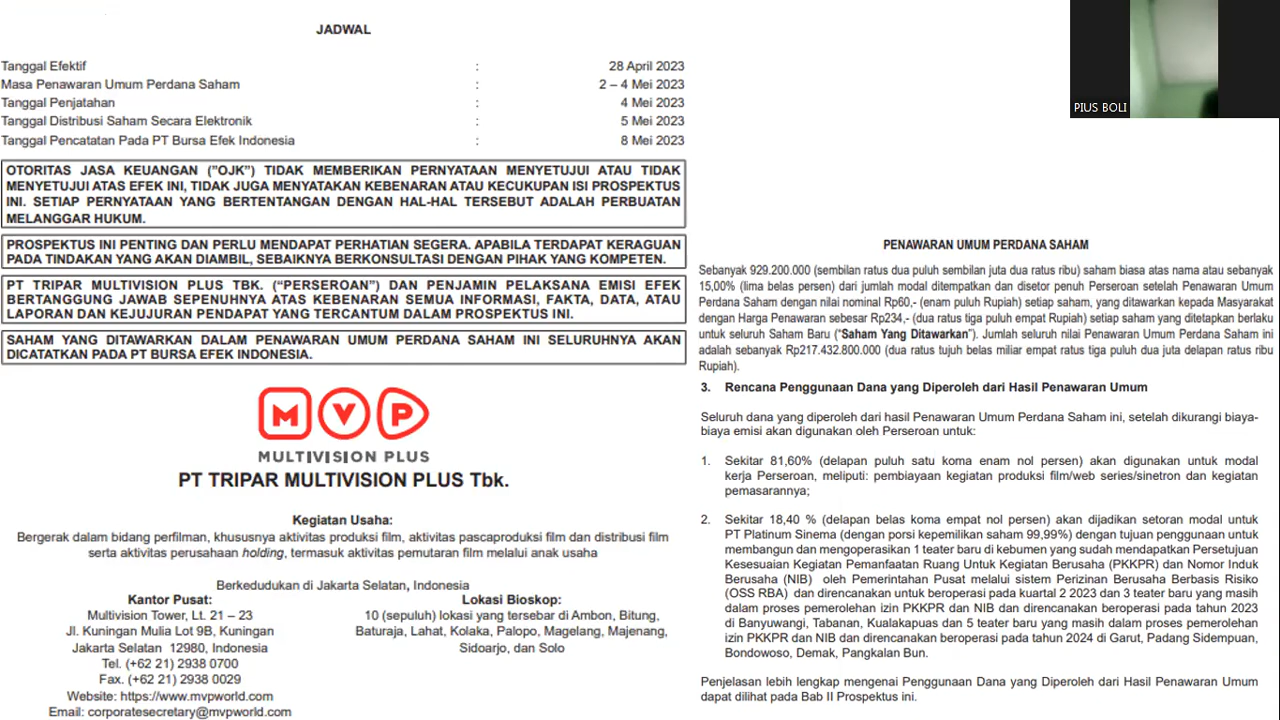 JADWAL
Tanggal Efektif : 28 April 2023
Masa Penawaran Umum Perdana Saham : 2 – 4 Mei 2023
Tanggal Penjatahan : 4 Mei 2023
Tanggal Distribusi Saham Secara Elektronik : 5 Mei 2023
Tanggal Pencatatan Pada PT Bursa Efek Indonesia : 8 Mei 2023
OTORITAS JASA KEUANGAN ("OJK") TIDAK MEMBERIKAN PERNYATAAN MENYETUJUI ATAU TIDAK
MENYETUJUI ATAS EFEK INI, TIDAK JUGA MENYATAKAN KEBENARAN ATAU KECUKUPAN ISI PROSPEKTUS
INI. SETIAP PERNYATAAN YANG BERTENTANGAN DENGAN HAL-HAL TERSEBUT ADALAH PERBUATAN
MELANGGAR HUKUM.
PROSPEKTUS INI PENTING DAN PERLU MENDAPAT PERHATIAN SEGERA. APABILA TERDAPAT KERAGUAN
PADA TINDAKAN YANG AKAN DIAMBIL, SEBAIKNYA BERKONSULTASI DENGAN PIHAK YANG KOMPETEN.
PT TRIPAR MULTIVISION PLUS TBK. ("PERSEROAN") DAN PENJAMIN PELAKSANA EMISI EFEK
BERTANGGUNG JAWAB SEPENUHNYA ATAS KEBENARAN SEMUA INFORMASI, FAKTA, DATA, ATAU
LAPORAN DAN KEJUJURAN PENDAPAT YANG TERCANTUM DALAM PROSPEKTUS INI.
SAHAM YANG DITAWARKAN DALAM PENAWARAN UMUM PERDANA SAHAM INI SELURUHNYA AKAN
DICATATKAN PADA PT BURSA EFEK INDONESIA.
MVP
MULTIVISION PLUS
PT TRIPAR MULTIVISION PLUS Tbk.
Kegiatan Usaha:
Bergerak dalam bidang perfilman, khususnya aktivitas produksi film, aktivitas pascaproduksi film dan distribusi film
serta aktivitas perusahaan holding, termasuk aktivitas pemutaran film melalui anak usaha
Berkedudukan di Jakarta Selatan, Indonesia
Kantor Pusat:
Multivision Tower, Lt. 21 – 23
Jl. Kuningan Mulia Lot 9B, Kuningan
Jakarta Selatan 12980, Indonesia
Tel. (+62 21) 2938 0700
Fax. (+62 21) 2938 0029
Website: https://www.mvpworld.com
Email: corporatesecretary@mvpworld.com
Lokasi Bioskop:
10 (sepuluh) lokasi yang tersebar di Ambon, Bitung,
Baturaja, Lahat, Kolaka, Palopo, Magelang, Majenang,
Sidoarjo, dan Solo
PIUS BOLI
PENAWARAN UMUM PERDANA SAHAM
Sebanyak 929.200.000 (sembilan ratus dua puluh sembilan juta dua ratus ribu) saham biasa atas nama atau sebanyak
15,00% (lima belas persen) dari jumlah modal ditempatkan dan disetor penuh Perseroan setelah Penawaran Umum
Perdana Saham dengan nilai nominal Rp60,- (enam puluh Rupiah) setiap saham, yang ditawarkan kepada Masyarakat
dengan Harga Penawaran sebesar Rp234,- (dua ratus tiga puluh empat Rupiah) setiap saham yang ditetapkan berlaku
untuk seluruh Saham Baru ("Saham Yang Ditawarkan"). Jumlah seluruh nilai Penawaran Umum Perdana Saham ini
adalah sebanyak Rp217.432.800.000 (dua ratus tujuh belas miliar empat ratus tiga puluh dua juta delapan ratus ribu
Rupiah).
3. Rencana Penggunaan Dana yang Diperoleh dari Hasil Penawaran Umum
Seluruh dana yang diperoleh dari hasil Penawaran Umum Perdana Saham ini, setelah dikurangi biaya-
biaya emisi akan digunakan oleh Perseroan untuk:
1. Sekitar 81,60% (delapan puluh satu koma enam nol persen) akan digunakan untuk modal
kerja Perseroan, meliputi: pembiayaan kegiatan produksi film/web series/sinetron dan kegiatan
pemasarannya;
2. Sekitar 18,40 % (delapan belas koma empat nol persen) akan dijadikan setoran modal untuk
PT Platinum Sinema (dengan porsi kepemilikan saham 99,99%) dengan tujuan penggunaan untuk
membangun dan mengoperasikan 1 teater baru di kebumen yang sudah mendapatkan Persetujuan
Kesesuaian Kegiatan Pemanfaatan Ruang Untuk Kegiatan Berusaha (PKKPR) dan Nomor Induk
Berusaha (NIB) oleh Pemerintahan Pusat melalui sistem Perizinan Berusaha Berbasis Risiko
(OSS RBA) dan direncanakan untuk beroperasi pada kuartal 2 2023 dan 3 teater baru yang masih
dalam proses pemerolehan izin PKKPR dan NIB dan direncanakan beroperasi pada tahun 2023
di Banyuwangi, Tabanan, Kualakapuas dan 5 teater baru yang masih dalam proses pemerolehan
izin PKKPR dan NIB dan direncanakan beroperasi pada tahun 2024 di Garut, Padang Sidempuan,
Bondowoso, Demak, Pangkalan Bun.
Penjelasan lebih lengkap mengenai Penggunaan Dana yang Diperoleh dari Hasil Penawaran Umum
dapat dilihat pada Bab II Prospektus ini.